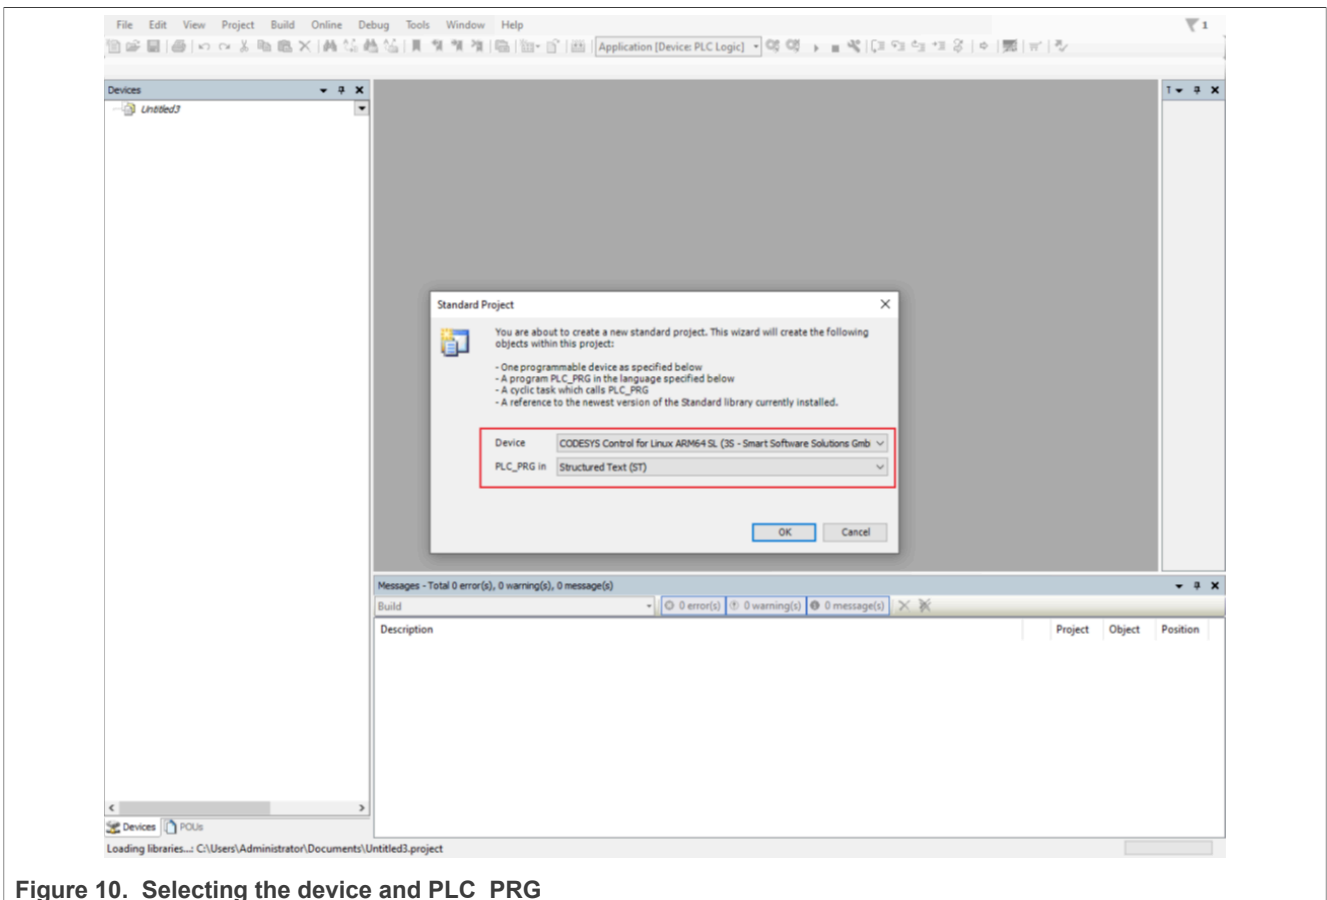 File Edit View Project Build Online Debug Tools Window Help
1
Application [Device: PLC Logic]
Devices
T
Untitled3
Standard Project
You are about to create a new standard project. This wizard will create the following
objects within this project:
- One programmable device as specified below
- A program PLC_PRG in the language specified below
- A cyclic task which calls PLC_PRG
- A reference to the newest version of the Standard library currently installed.
Device CODESYS Control for Linux ARM64 SL (3S - Smart Software Solutions Gmb
PLC_PRG in Structured Text (ST)
OK Cancel
Messages - Total 0 error(s), 0 warning(s), 0 message(s)
Build 0 error(s) 0 warning(s) 0 message(s)
Description Project Object Position
Devices POUs
Loading libraries...: C:\Users\Administrator\Documents\Untitled3.project
Figure 10. Selecting the device and PLC_PRG